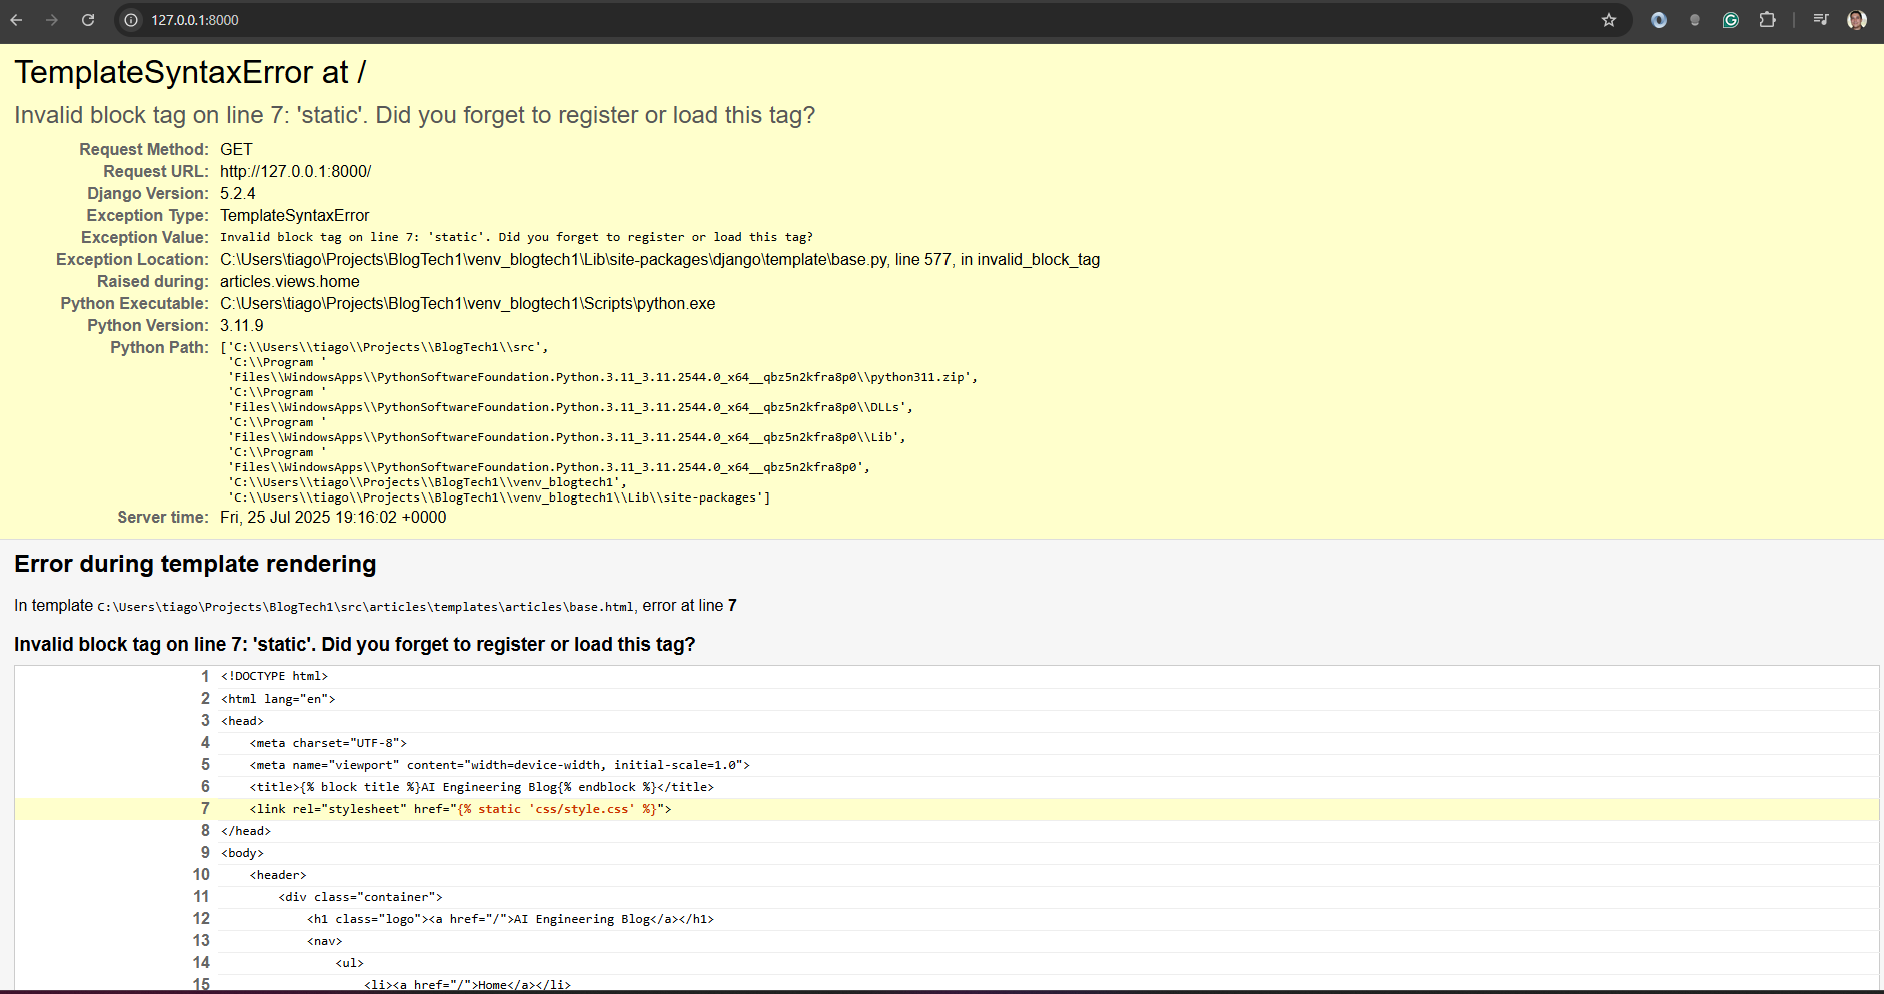 127.0.0.1:8000
TemplateSyntaxError at /
Invalid block tag on line 7: 'static'. Did you forget to register or load this tag?
Request Method: GET
Request URL: http://127.0.0.1:8000/
Django Version: 5.2.4
Exception Type: TemplateSyntaxError
Exception Value: Invalid block tag on line 7: 'static'. Did you forget to register or load this tag?
Exception Location: C:\Users\tiago\Projects\BlogTech1\venv_blogtech1\Lib\site-packages\django\template\base.py, line 577, in invalid_block_tag
Raised during: articles.views.home
Python Executable: C:\Users\tiago\Projects\BlogTech1\venv_blogtech1\Scripts\python.exe
Python Version: 3.11.9
Python Path: ['C:\\Users\\tiago\\Projects\\BlogTech1\\src',
'C:\\Program '
'Files\\WindowsApps\\PythonSoftwareFoundation.Python.3.11_3.11.2544.0_x64__qbz5n2kfra8p0\\python311.zip',
'C:\\Program '
'Files\\WindowsApps\\PythonSoftwareFoundation.Python.3.11_3.11.2544.0_x64__qbz5n2kfra8p0\\DLLs',
'C:\\Program '
'Files\\WindowsApps\\PythonSoftwareFoundation.Python.3.11_3.11.2544.0_x64__qbz5n2kfra8p0\\Lib',
'C:\\Program '
'Files\\WindowsApps\\PythonSoftwareFoundation.Python.3.11_3.11.2544.0_x64__qbz5n2kfra8p0',
'C:\\Users\\tiago\\Projects\\BlogTech1\\venv_blogtech1',
'C:\\Users\\tiago\\Projects\\BlogTech1\\venv_blogtech1\\Lib\\site-packages']
Server time: Fri, 25 Jul 2025 19:16:02 +0000
Error during template rendering
In template C:\Users\tiago\Projects\BlogTech1\src\articles\templates\articles\base.html, error at line 7
Invalid block tag on line 7: 'static'. Did you forget to register or load this tag?
1 <!DOCTYPE html>
2 <html lang="en">
3 <head>
4 <meta charset="UTF-8">
5 <meta name="viewport" content="width=device-width, initial-scale=1.0">
6 <title>{% block title %}AI Engineering Blog{% endblock %}</title>
7 <link rel="stylesheet" href="{% static 'css/style.css' %}">
8 </head>
9 <body>
10 <header>
11 <div class="container">
12 <h1 class="logo"><a href="/">AI Engineering Blog</a></h1>
13 <nav>
14 <ul>
15 <li><a href="/">Home</a></li>